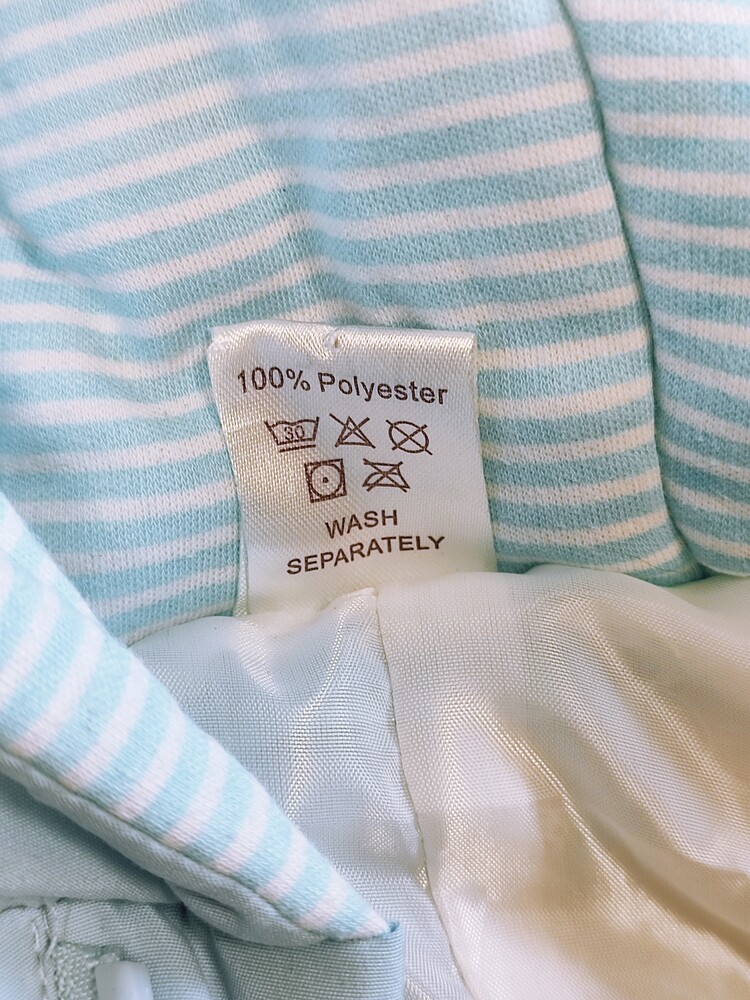 100% Polyester
30
WASH
SEPARATELY